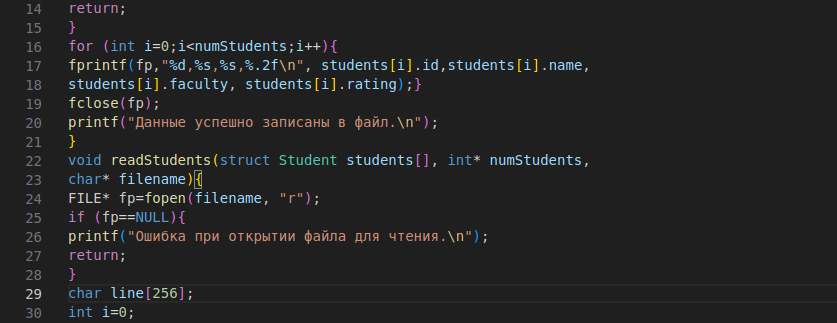 14 return;
15 }
16 for (int i=0;i<numStudents;i++){
17 fprintf(fp,"%d,%s,%s,%.2f\n", students[i].id,students[i].name,
18 students[i].faculty, students[i].rating);}
19 fclose(fp);
20 printf("Данные успешно записаны в файл.\n");
21 }
22 void readStudents(struct Student students[], int* numStudents,
23 char* filename){
24 FILE* fp=fopen(filename, "r");
25 if (fp==NULL){
26 printf("Ошибка при открытии файла для чтения.\n");
27 return;
28 }
29 char line[256];
30 int i=0;